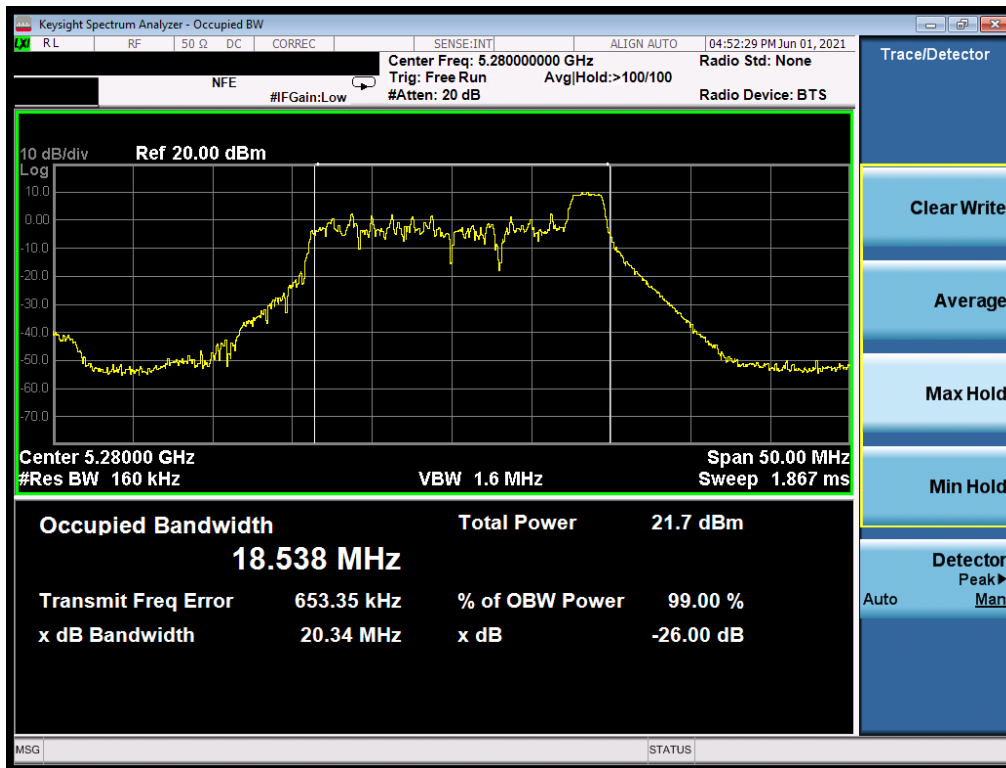 Keysight Spectrum Analyzer - Occupied BW
LXI RL RF 50 Ω DC CORREC SENSE:INT ALIGN AUTO 04:52:29 PM Jun 01, 2021
Center Freq: 5.280000000 GHz Radio Std: None
NFE Trig: Free Run Avg|Hold:>100/100
#IFGain:Low #Atten: 20 dB Radio Device: BTS
Trace/Detector
10 dB/div Ref 20.00 dBm
Log
10.0
0.00
-10.0
-20.0
-30.0
-40.0
-50.0
-60.0
-70.0
Center 5.28000 GHz Span 50.00 MHz
#Res BW 160 kHz VBW 1.6 MHz Sweep 1.867 ms
Occupied Bandwidth Total Power 21.7 dBm
18.538 MHz
Transmit Freq Error 653.35 kHz % of OBW Power 99.00 %
x dB Bandwidth 20.34 MHz x dB -26.00 dB
Clear Write
Average
Max Hold
Min Hold
Detector
Peak▶
Auto Man
MSG STATUS